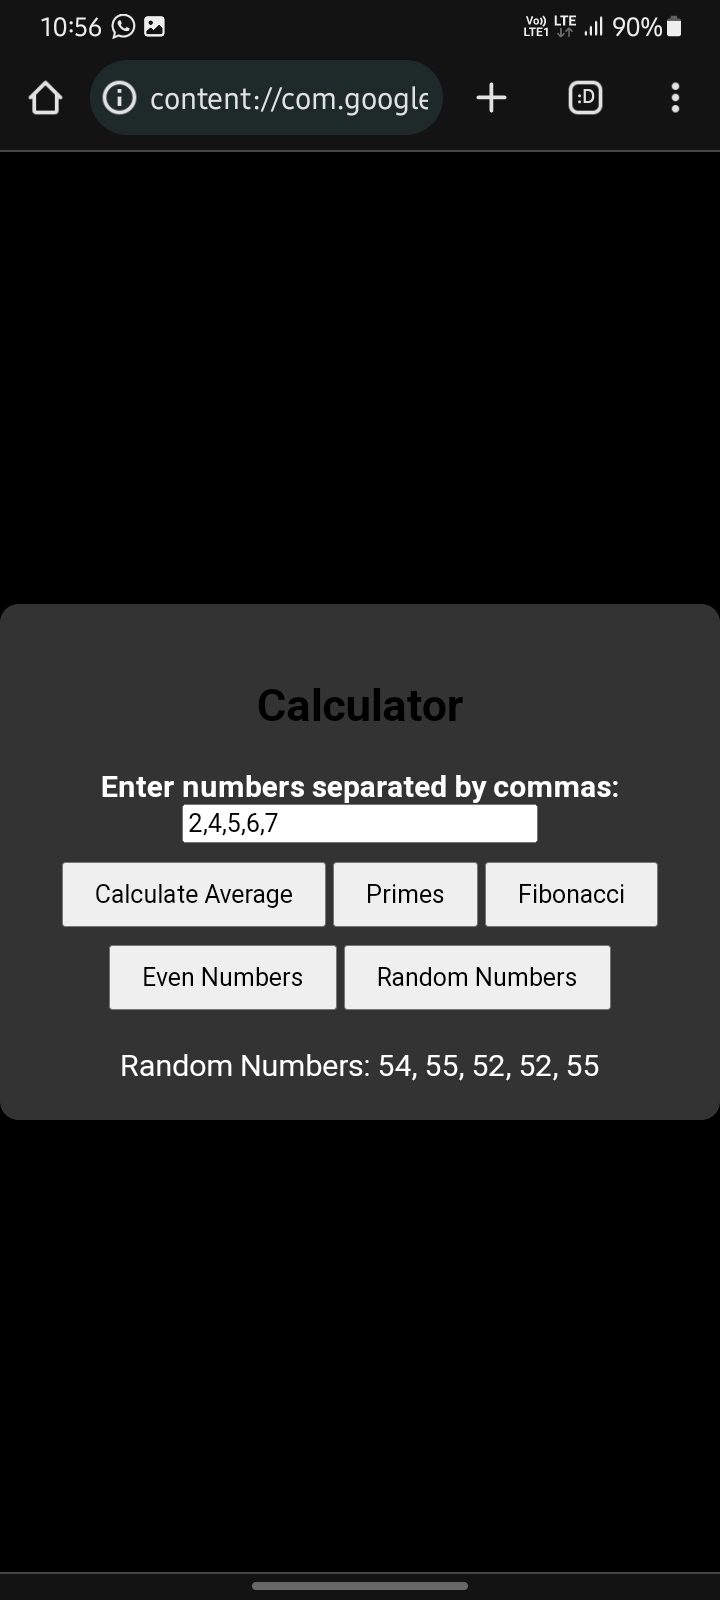 10:56 Vo)) LTE1 LTE 90%
content://com.google
:D
Calculator
Enter numbers separated by commas:
2,4,5,6,7
Calculate Average Primes Fibonacci
Even Numbers Random Numbers
Random Numbers: 54, 55, 52, 52, 55